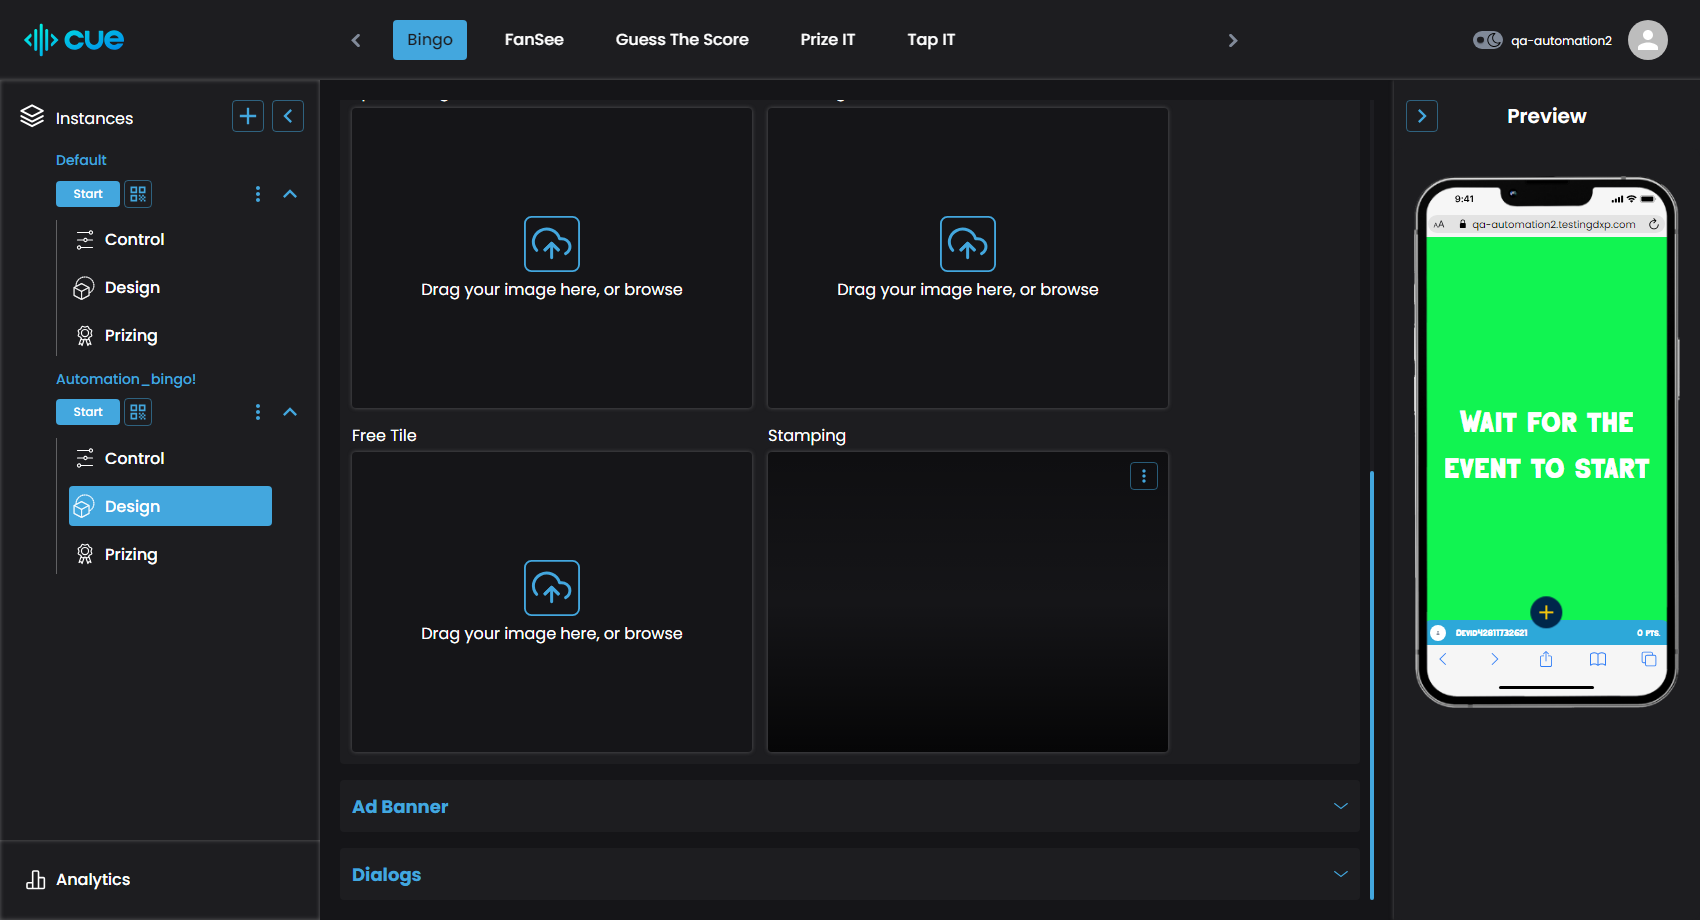 cue
Bingo
FanSee
Guess The Score
Prize IT
Tap IT
qa-automation2
Instances
Default
Start
Control
Design
Prizing
Automation_bingo!
Start
Control
Design
Prizing
Analytics
Drag your image here, or browse
Drag your image here, or browse
Free Tile
Stamping
Drag your image here, or browse
Ad Banner
Dialogs
Preview
9:41
AA qa-automation2.testingdxp.com
WAIT FOR THE
EVENT TO START
0 PTS.